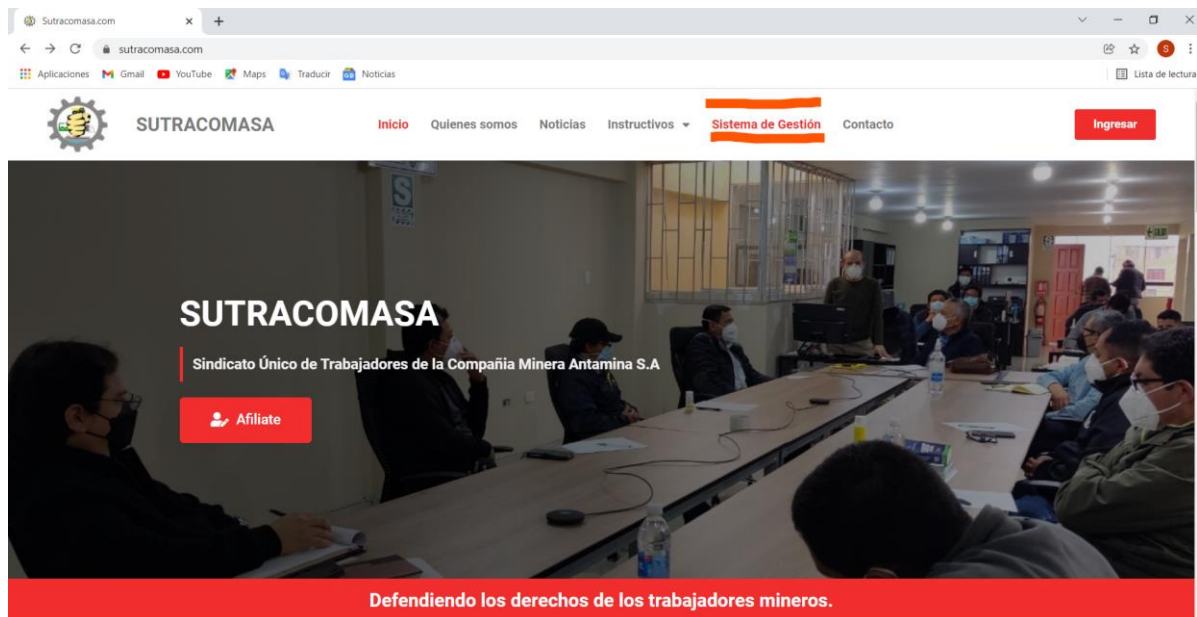 Sutracomasa.com
sutracomasa.com
S
Aplicaciones Gmail YouTube Maps Traducir Noticias Lista de lectura
SUTRACOMASA Inicio Quienes somos Noticias Instructivos Sistema de Gestión Contacto Ingresar
S
SUTRACOMASA
Sindicato Único de Trabajadores de la Compañia Minera Antamina S.A
Afiliate
Defendiendo los derechos de los trabajadores mineros.